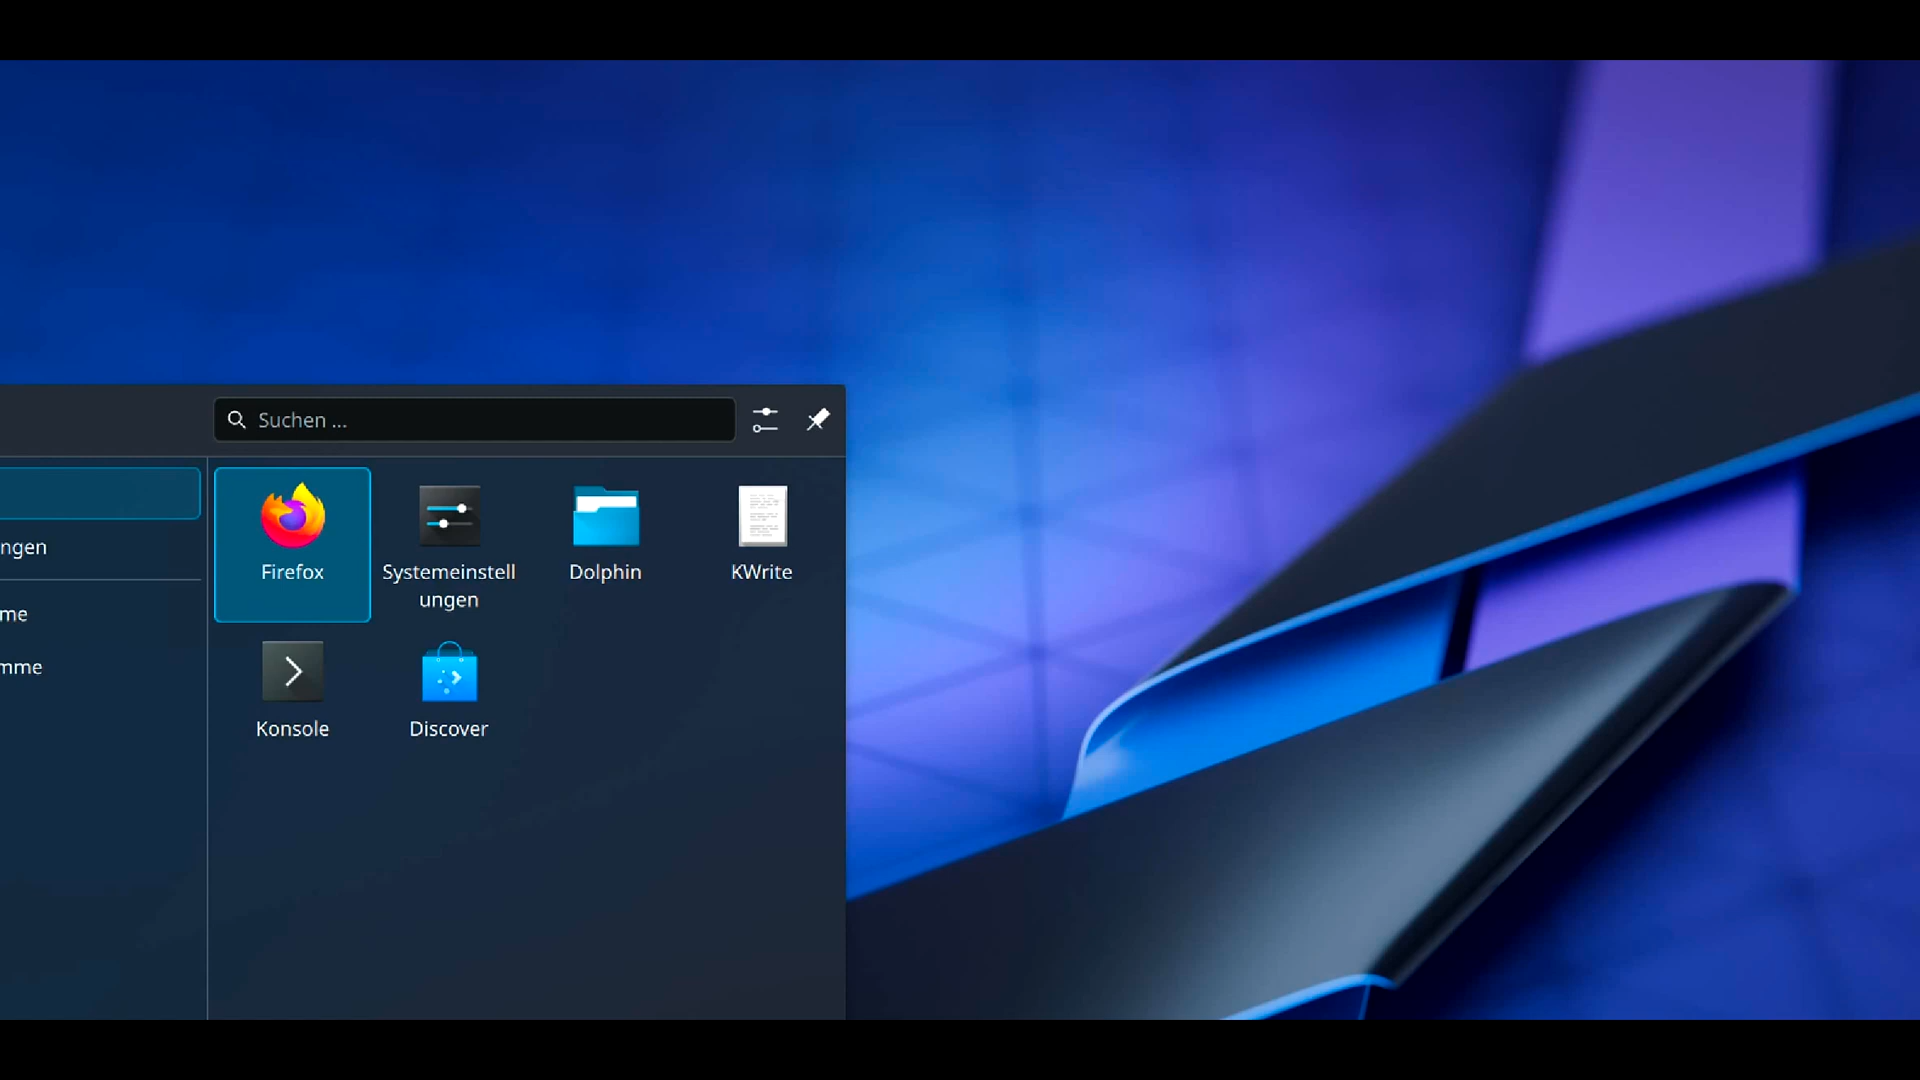 Suchen ...
ngen
me
mme
Firefox
Systemeinstell
ungen
Dolphin
KWrite
Konsole
Discover